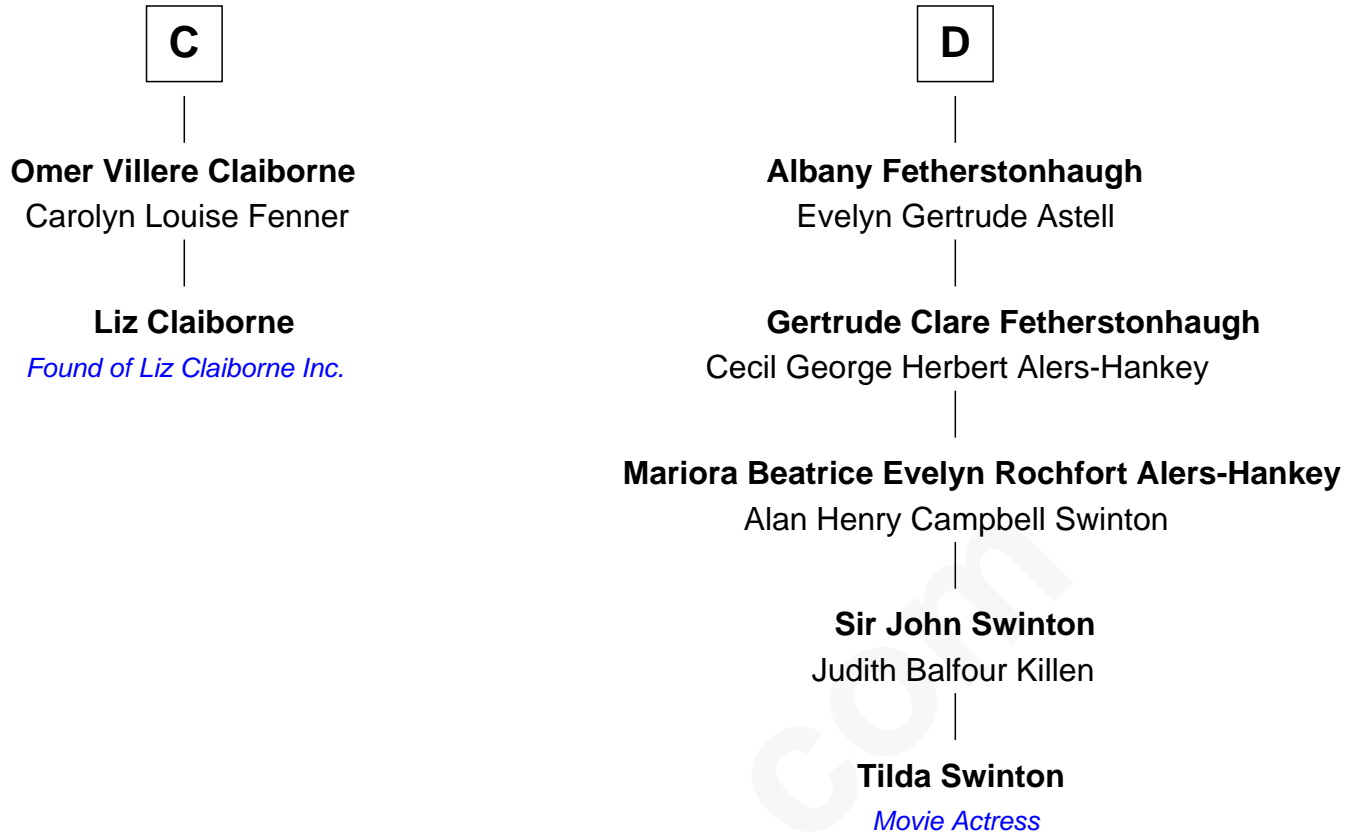 C
Omer Villere Claiborne
Carolyn Louise Fenner
Liz Claiborne
Found of Liz Claiborne Inc.
D
Albany Fetherstonhaugh
Evelyn Gertrude Astell
Gertrude Clare Fetherstonhaugh
Cecil George Herbert Alers-Hankey
Mariora Beatrice Evelyn Rochfort Alers-Hankey
Alan Henry Campbell Swinton
Sir John Swinton
Judith Balfour Killen
Tilda Swinton
Movie Actress
com